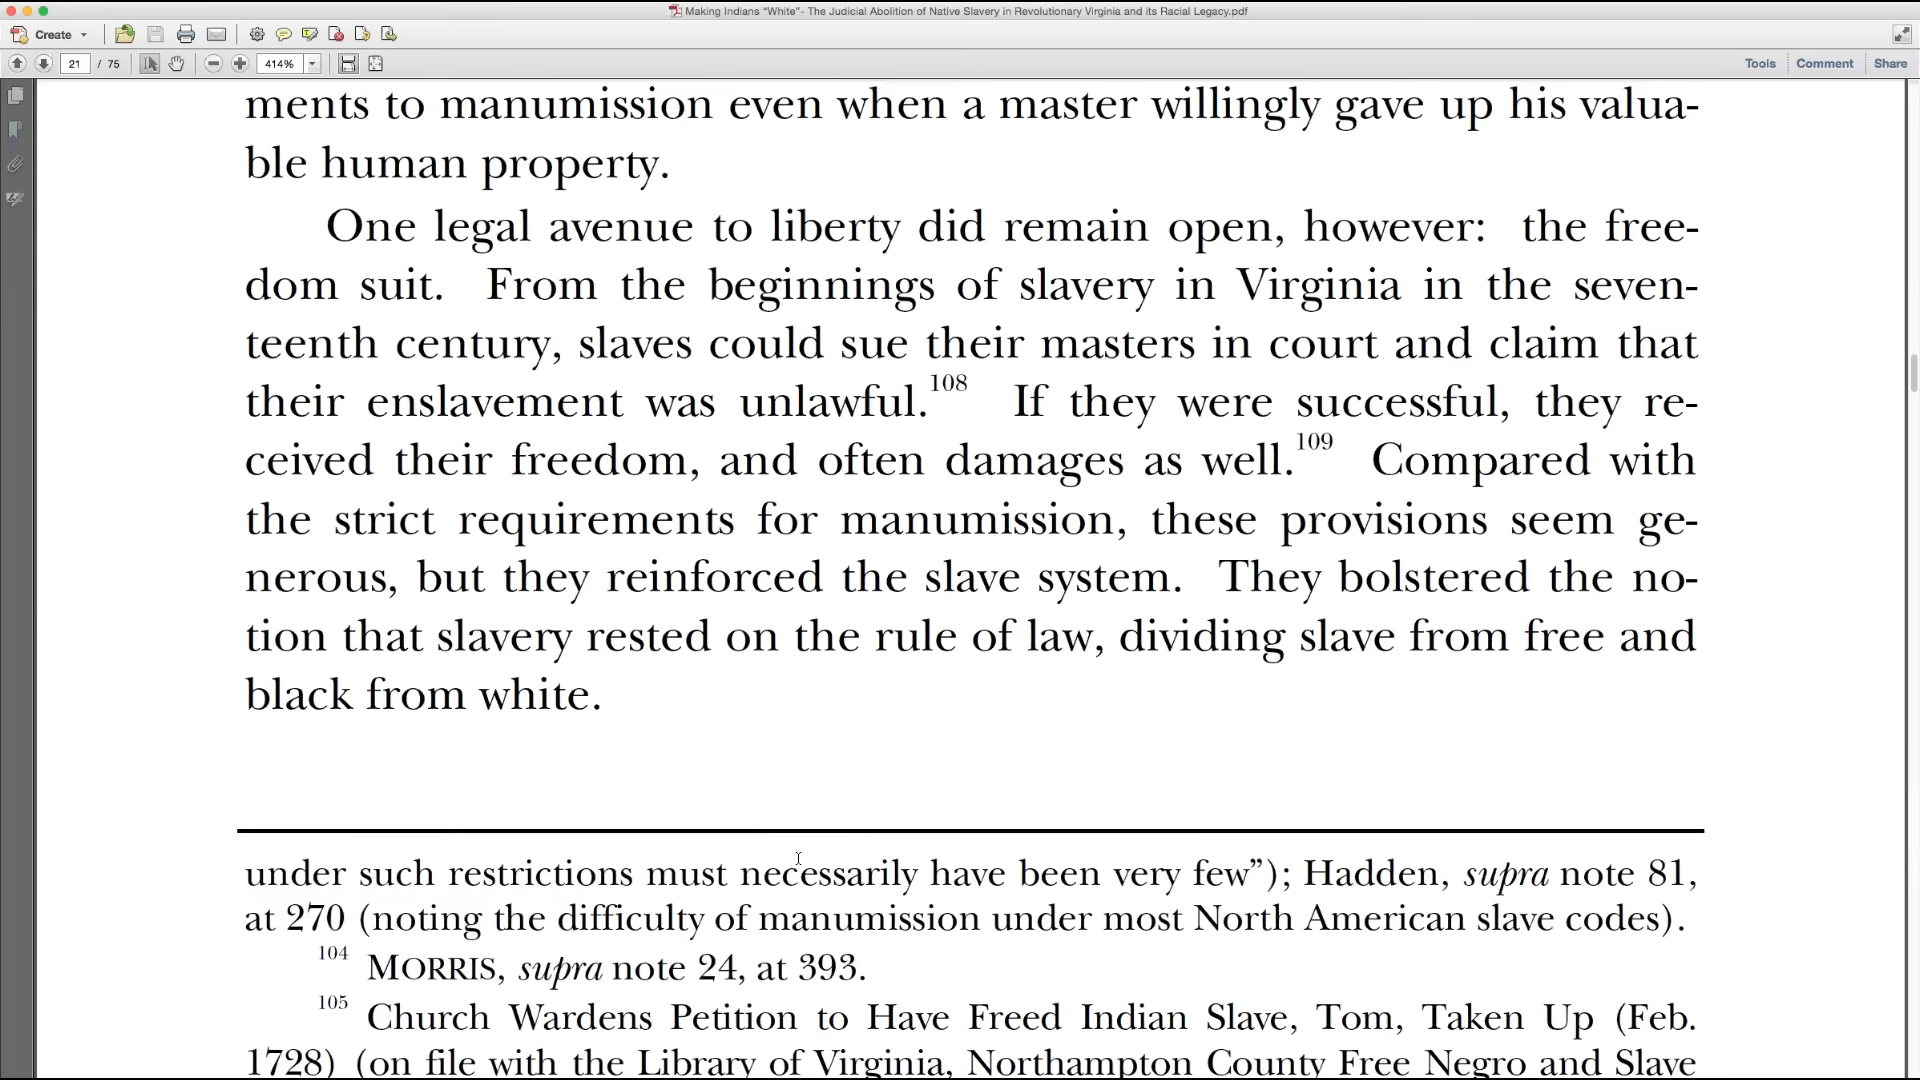 Making Indians “White”- The Judicial Abolition of Native Slavery in Revolutionary Virginia and its Racial Legacy.pdf
Create
21 / 75
414%
Tools
Comment
Share
ments to manumission even when a master willingly gave up his valua-
ble human property.
One legal avenue to liberty did remain open, however: the free-
dom suit. From the beginnings of slavery in Virginia in the seven-
teenth century, slaves could sue their masters in court and claim that
their enslavement was unlawful.108 If they were successful, they re-
ceived their freedom, and often damages as well.109 Compared with
the strict requirements for manumission, these provisions seem ge-
nerous, but they reinforced the slave system. They bolstered the no-
tion that slavery rested on the rule of law, dividing slave from free and
black from white.
under such restrictions must necessarily have been very few”); Hadden, supra note 81,
at 270 (noting the difficulty of manumission under most North American slave codes).
104 MORRIS, supra note 24, at 393.
105 Church Wardens Petition to Have Freed Indian Slave, Tom, Taken Up (Feb.
1728) (on file with the Library of Virginia, Northampton County Free Negro and Slave